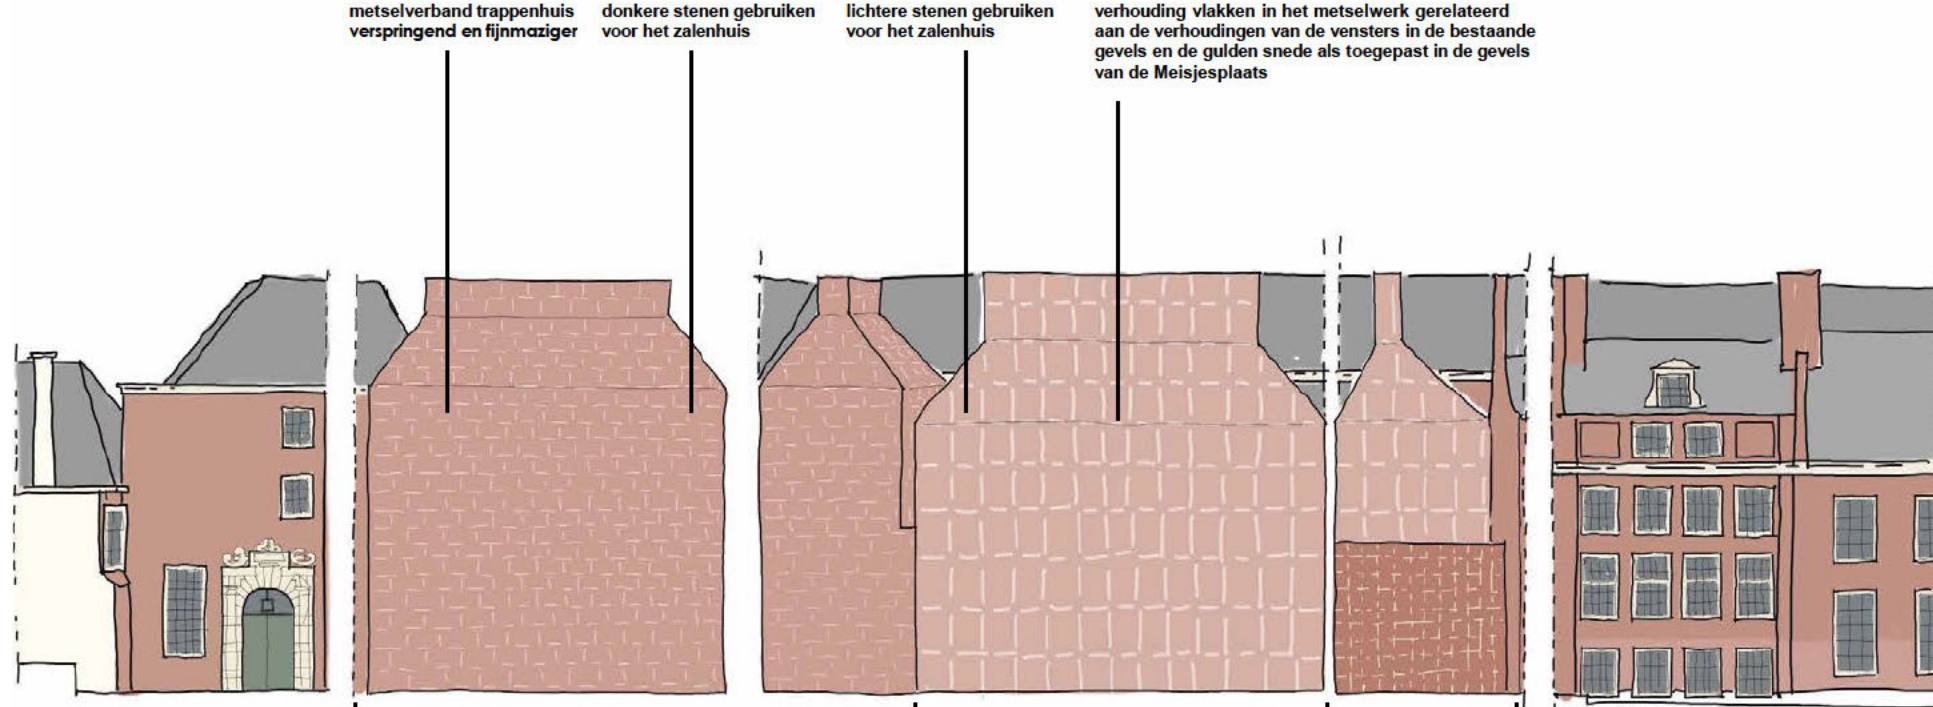 metselverband trappenhuis
verspringend en fijnmaziger
donkere stenen gebruiken
voor het zalenhuis
lichtere stenen gebruiken
voor het zalenhuis
verhouding vlakken in het metselwerk gerelateerd
aan de verhoudingen van de vensters in de bestaande
gevels en de gulden snede als toegepast in de gevels
van de Meisjesplaats